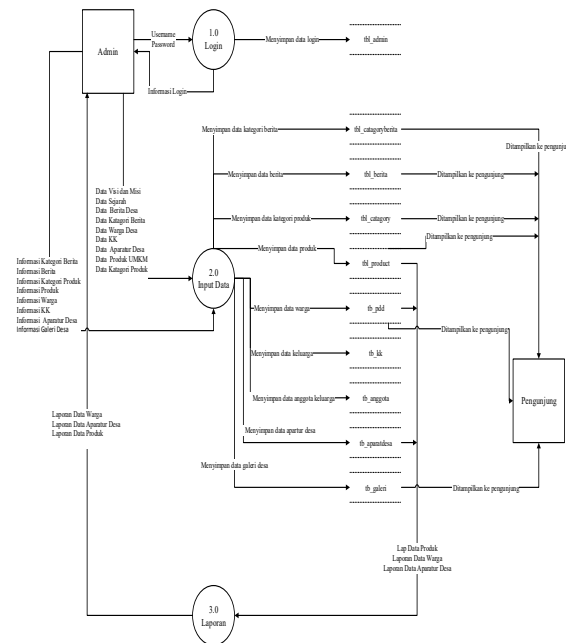 Admin
Username
Password
1.0
Login
Menyimpan data login
tbl_admin
Informasi Login
Menyimpan data kategori berita
tbl_catagoryberita
Ditampilkan ke pengunjung
Menyimpan data berita
tbl_berita
Ditampilkan ke pengunjung
Data Visi dan Misi
Data Sejarah
Data Berita Desa
Data Katagori Berita
Data Warga Desa
Data KK
Data Aparatur Desa
Data Produk UMKM
Data Katagori Produk
Menyimpan data kategori produk
tbl_catagory
Ditampilkan ke pengunjung
Menyimpan data produk
Ditampilkan ke pengunjung
tbl_product
Informasi Kategori Berita
Informasi Berita
Informasi Kategori Produk
Informasi Produk
Informasi Warga
Informasi KK
Informasi Aparatur Desa
Informasi Galeri Desa
2.0
Input Data
Menyimpan data warga
tb_pdd
Ditampilkan ke pengunjung
Menyimpan data keluarga
tb_kk
Menyimpan data anggota keluarga
tb_anggota
Pengunjung
Laporan Data Warga
Laporan Data Aparatur Desa
Laporan Data Produk
Menyimpan data apartur desa
tb_aparatdesa
Menyimpan data galeri desa
tb_galeri
Ditampilkan ke pengunjung
Lap Data Produk
Laporan Data Warga
Laporan Data Aparatur Desa
3.0
Laporan